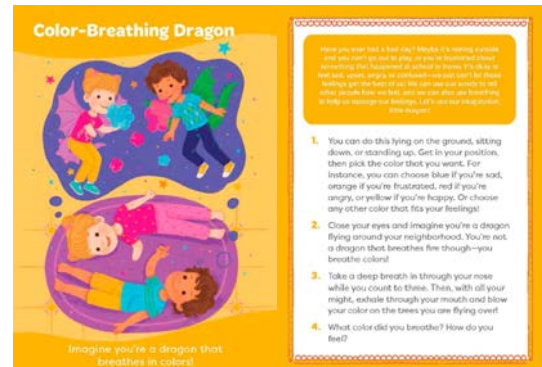 Color-Breathing Dragon
Imagine you're a dragon that
breathes in colors!
Have you ever had a bad day? Maybe it's raining outside
and you can't go out to play, or you're frustrated about
something that happened at school or home. It's okay to
feel sad, upset, angry, or confused—we just can't let those
feelings get the best of us! We can use our words to tell
other people how we feel, and we can also use breathing
to help us manage our feelings. Let's use our imagination,
little dragon!
1. You can do this lying on the ground, sitting
down, or standing up. Get in your position,
then pick the color that you want. For
instance, you can choose blue if you're sad,
orange if you're frustrated, red if you're
angry, or yellow if you're happy. Or choose
any other color that fits your feelings!
2. Close your eyes and imagine you're a dragon
flying around your neighborhood. You're not
a dragon that breathes fire though—you
breathe colors!
3. Take a deep breath in through your nose
while you count to three. Then, with all your
might, exhale through your mouth and blow
your color on the trees you are flying over!
4. What color did you breathe? How do you
feel?